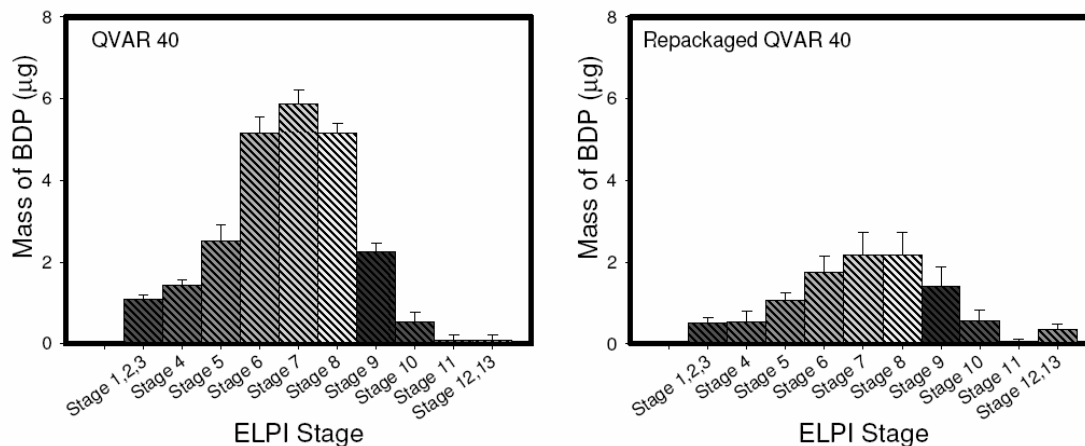 QVAR 40
Mass of BDP (μg)
8
6
4
2
0
Stage 1,2,3
Stage 4
Stage 5
Stage 6
Stage 7
Stage 8
Stage 9
Stage 10
Stage 11
Stage 12,13
ELPI Stage
Repackaged QVAR 40
Mass of BDP (μg)
8
6
4
2
0
Stage 1,2,3
Stage 4
Stage 5
Stage 6
Stage 7
Stage 8
Stage 9
Stage 10
Stage 11
Stage 12,13
ELPI Stage